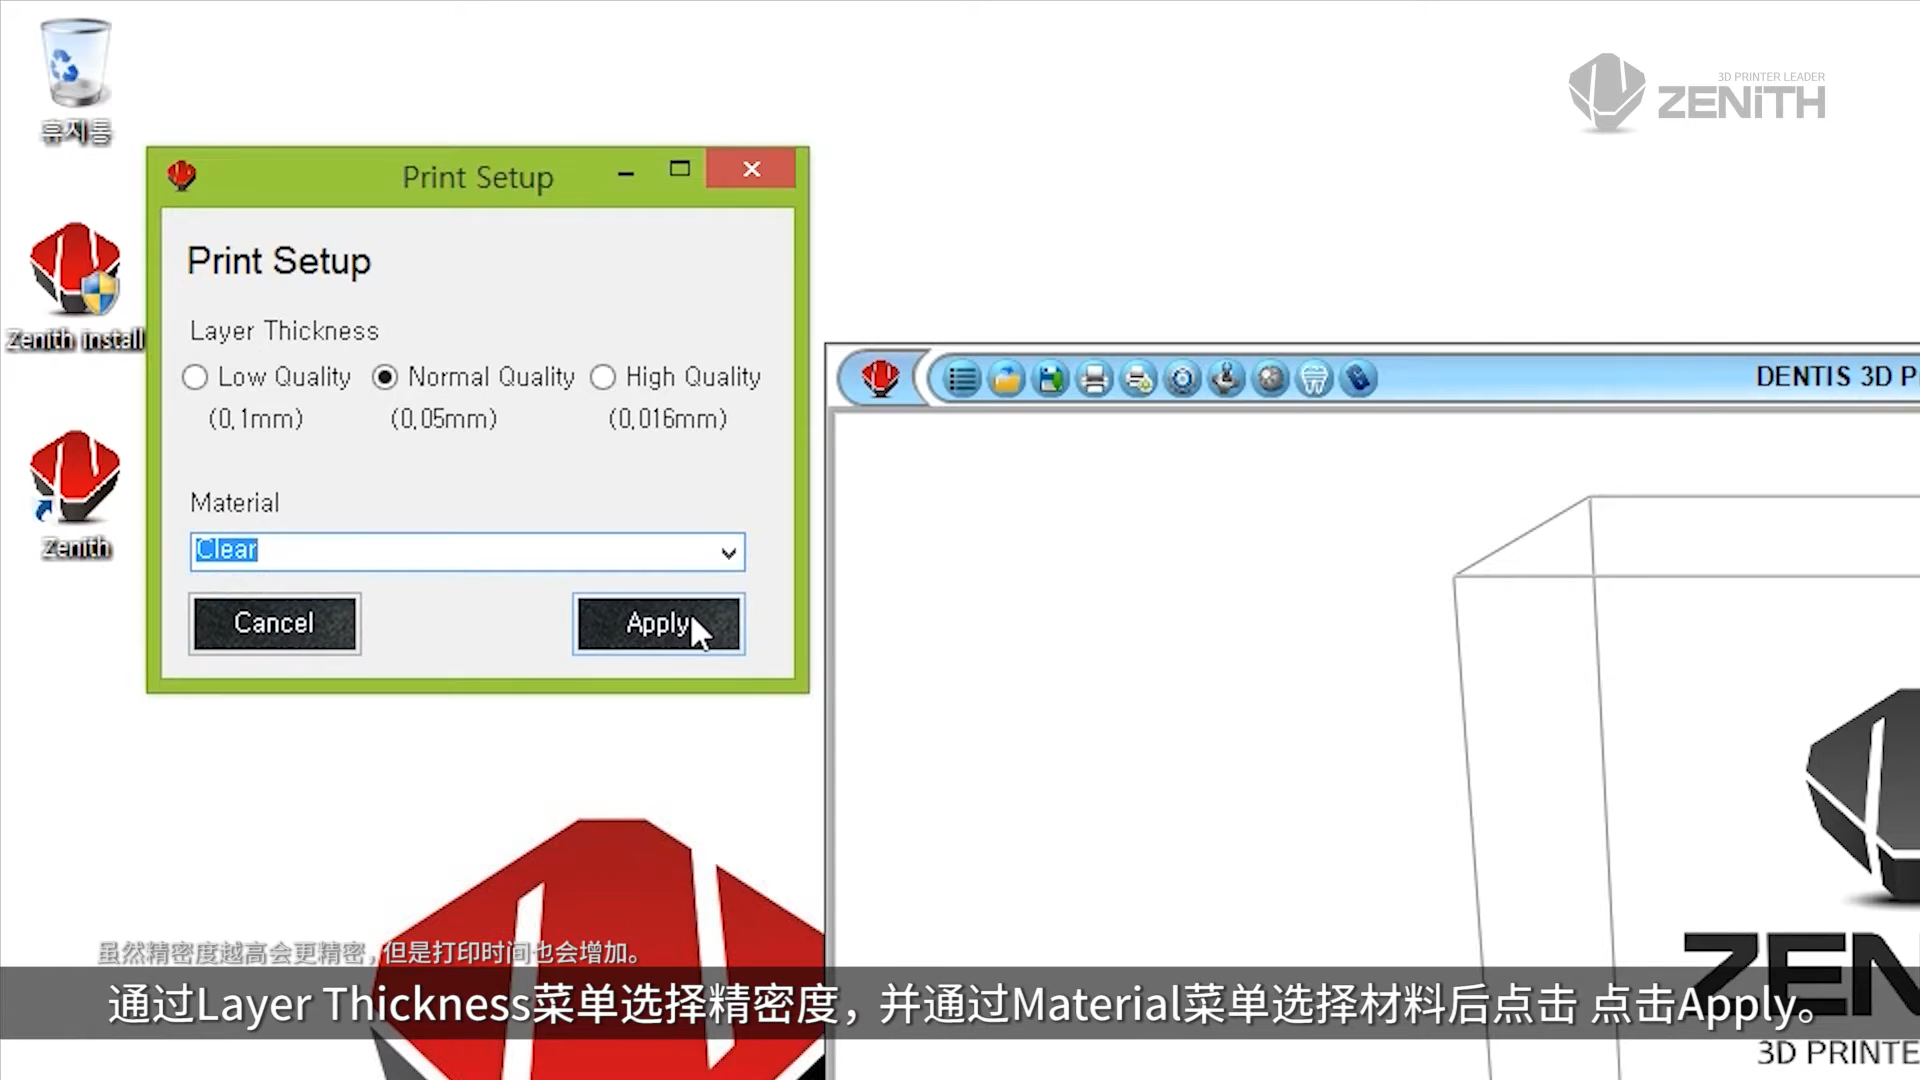 휴지통
3D PRINTER LEADER
ZENiTH
Print Setup
Print Setup
Layer Thickness
Low Quality
(0.1mm)
Normal Quality
(0.05mm)
High Quality
(0.016mm)
Material
Clear
Cancel
Apply
Zenith install
Zenith
DENTIS 3D P
ZEN
3D PRINTE
虽然精密度越高会更精密，但是打印时间也会增加。
通过Layer Thickness菜单选择精密度，并通过Material菜单选择材料后点击 点击Apply。